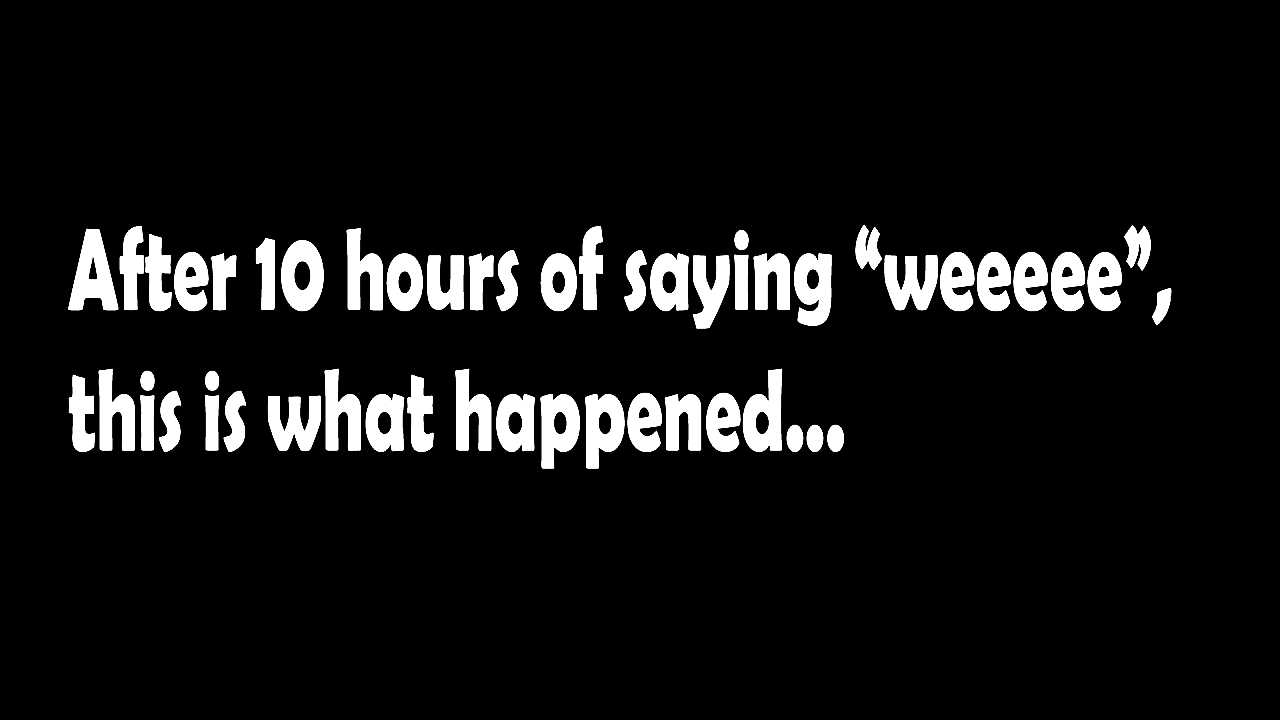 After 10 hours of saying “weeeee”,
this is what happened...